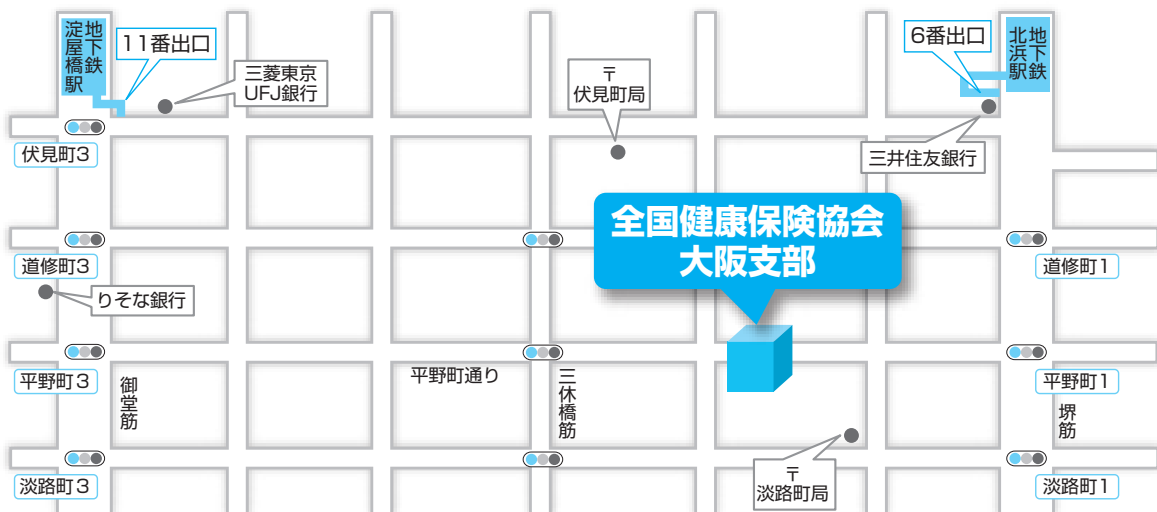 地下鉄
淀屋橋駅
11番出口
三菱東京
UFJ銀行
〒
伏見町局
6番出口
地下鉄
北浜駅
伏見町3
三井住友銀行
全国健康保険協会
大阪支部
道修町3
道修町1
りそな銀行
平野町3
御堂筋
平野町通り
三休橋筋
平野町1
堺筋
淡路町3
〒
淡路町局
淡路町1